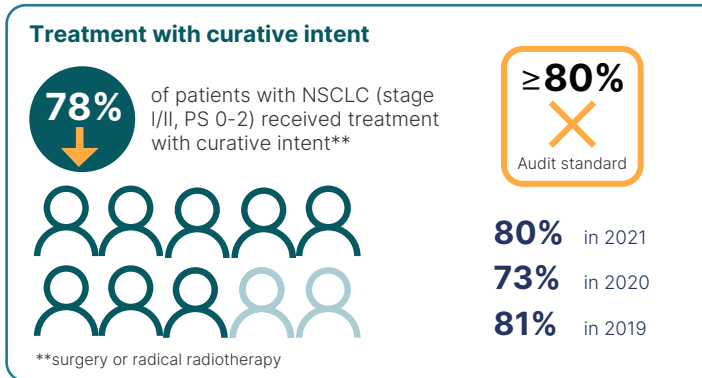 Treatment with curative intent
78%
of patients with NSCLC (stage
I/II, PS 0-2) received treatment
with curative intent**
≥80%
Audit standard
80% in 2021
73% in 2020
81% in 2019
**surgery or radical radiotherapy